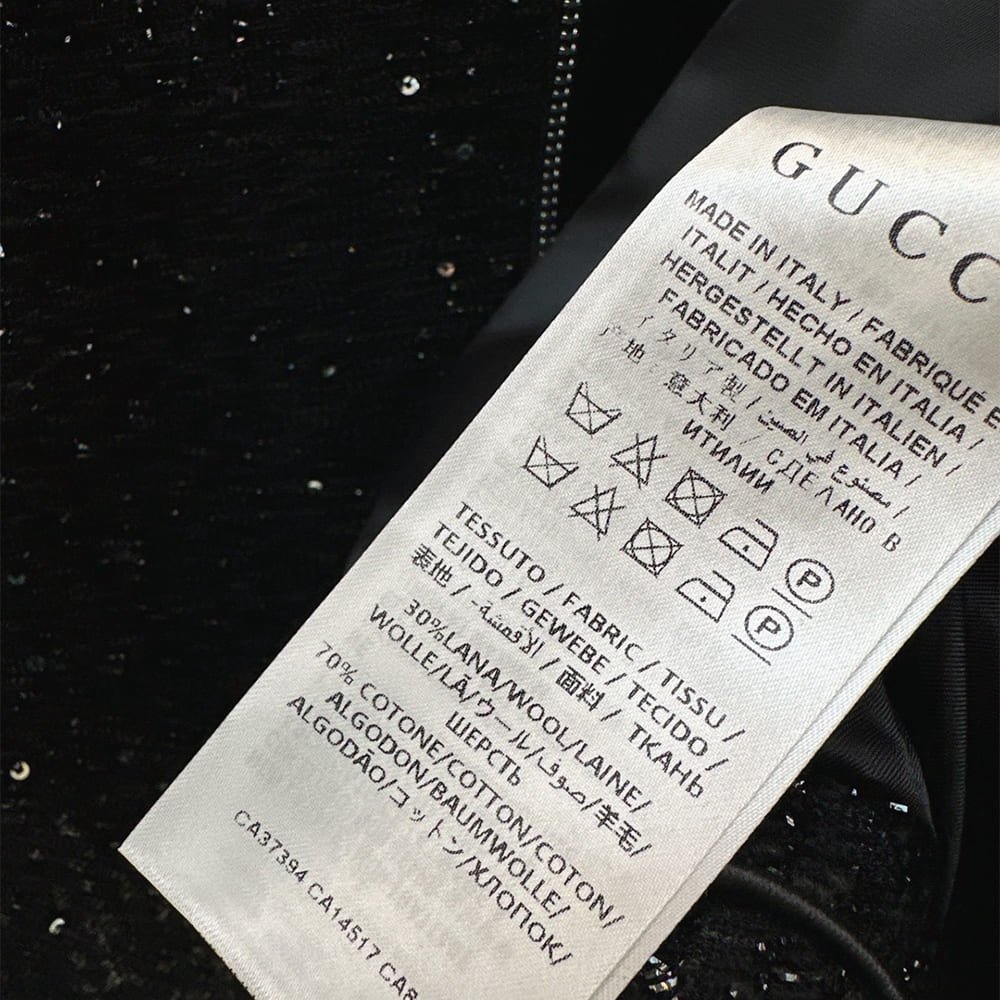 GUCC
MADE IN ITALY / FABRIQUÉ E
ITALIT / HECHO EN ITALIA /
HERGESTELLT IN ITALIEN /
FABRICADO EM ITALIA /
イタリア製 / مصنوع في الصين /
产地：意大利 / СДЕЛАНО В
ИТИЛИИ
P
P
TESSUTO / FABRIC / TISSU /
TEJIDO / GEWEBE / TECIDO /
表地 / الأقمشة- / 面料 / ТКАНЬ
30%LANA/WOOL/LAINE/
WOLLE/LÃ/ウール/صوف/羊毛/
ШЕРСТЬ
70% COTONE/COTTON/COTON/
ALGODON/BAUMWOLLE/
ALGODÃO/コットン/ХЛОПОК/
CA37394 CA14517 CA8